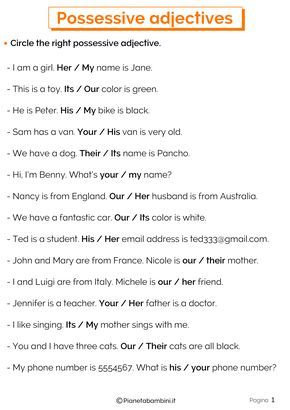 Possessive adjectives
• Circle the right possessive adjective.
- I am a girl. Her / My name is Jane.
- This is a toy. Its / Our color is green.
- He is Peter. His / My bike is black.
- Sam has a van. Your / His van is very old.
- We have a dog. Their / Its name is Pancho.
- Hi, I'm Benny. What's your / my name?
- Nancy is from England. Our / Her husband is from Australia.
- We have a fantastic car. Our / Its color is white.
- Ted is a student. His / Her email address is ted333@gmail.com.
- John and Mary are from France. Nicole is our / their mother.
- I and Luigi are from Italy. Michele is our / her friend.
- Jennifer is a teacher. Your / Her father is a doctor.
- I like singing. Its / My mother sings with me.
- You and I have three cats. Our / Their cats are all black.
- My phone number is 5554567. What is his / your phone number?
©Pianetabambini.it
Pagina 1